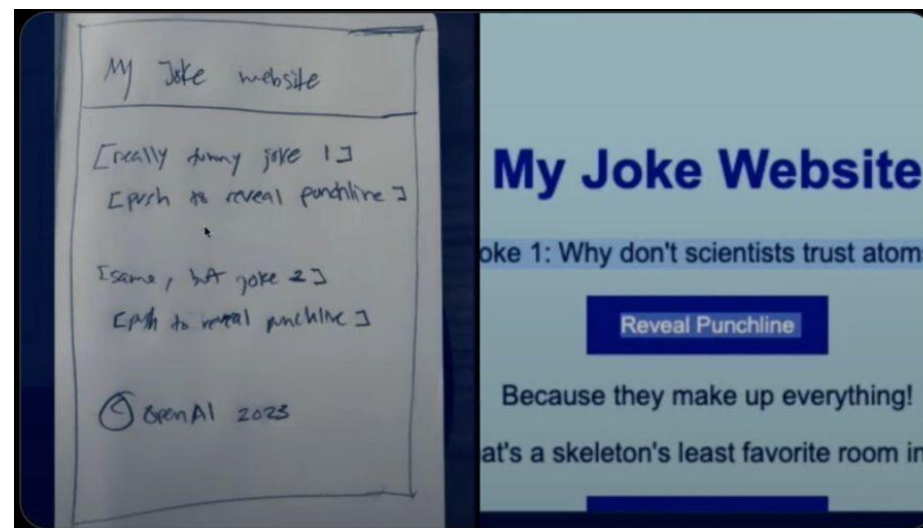 My Joke website
[really funny joke 1]
[push to reveal punchline]
[same, but joke 2]
[push to reveal punchline]
© OpenAI 2023
My Joke Website
oke 1: Why don't scientists trust atom
Reveal Punchline
Because they make up everything!
at's a skeleton's least favorite room in